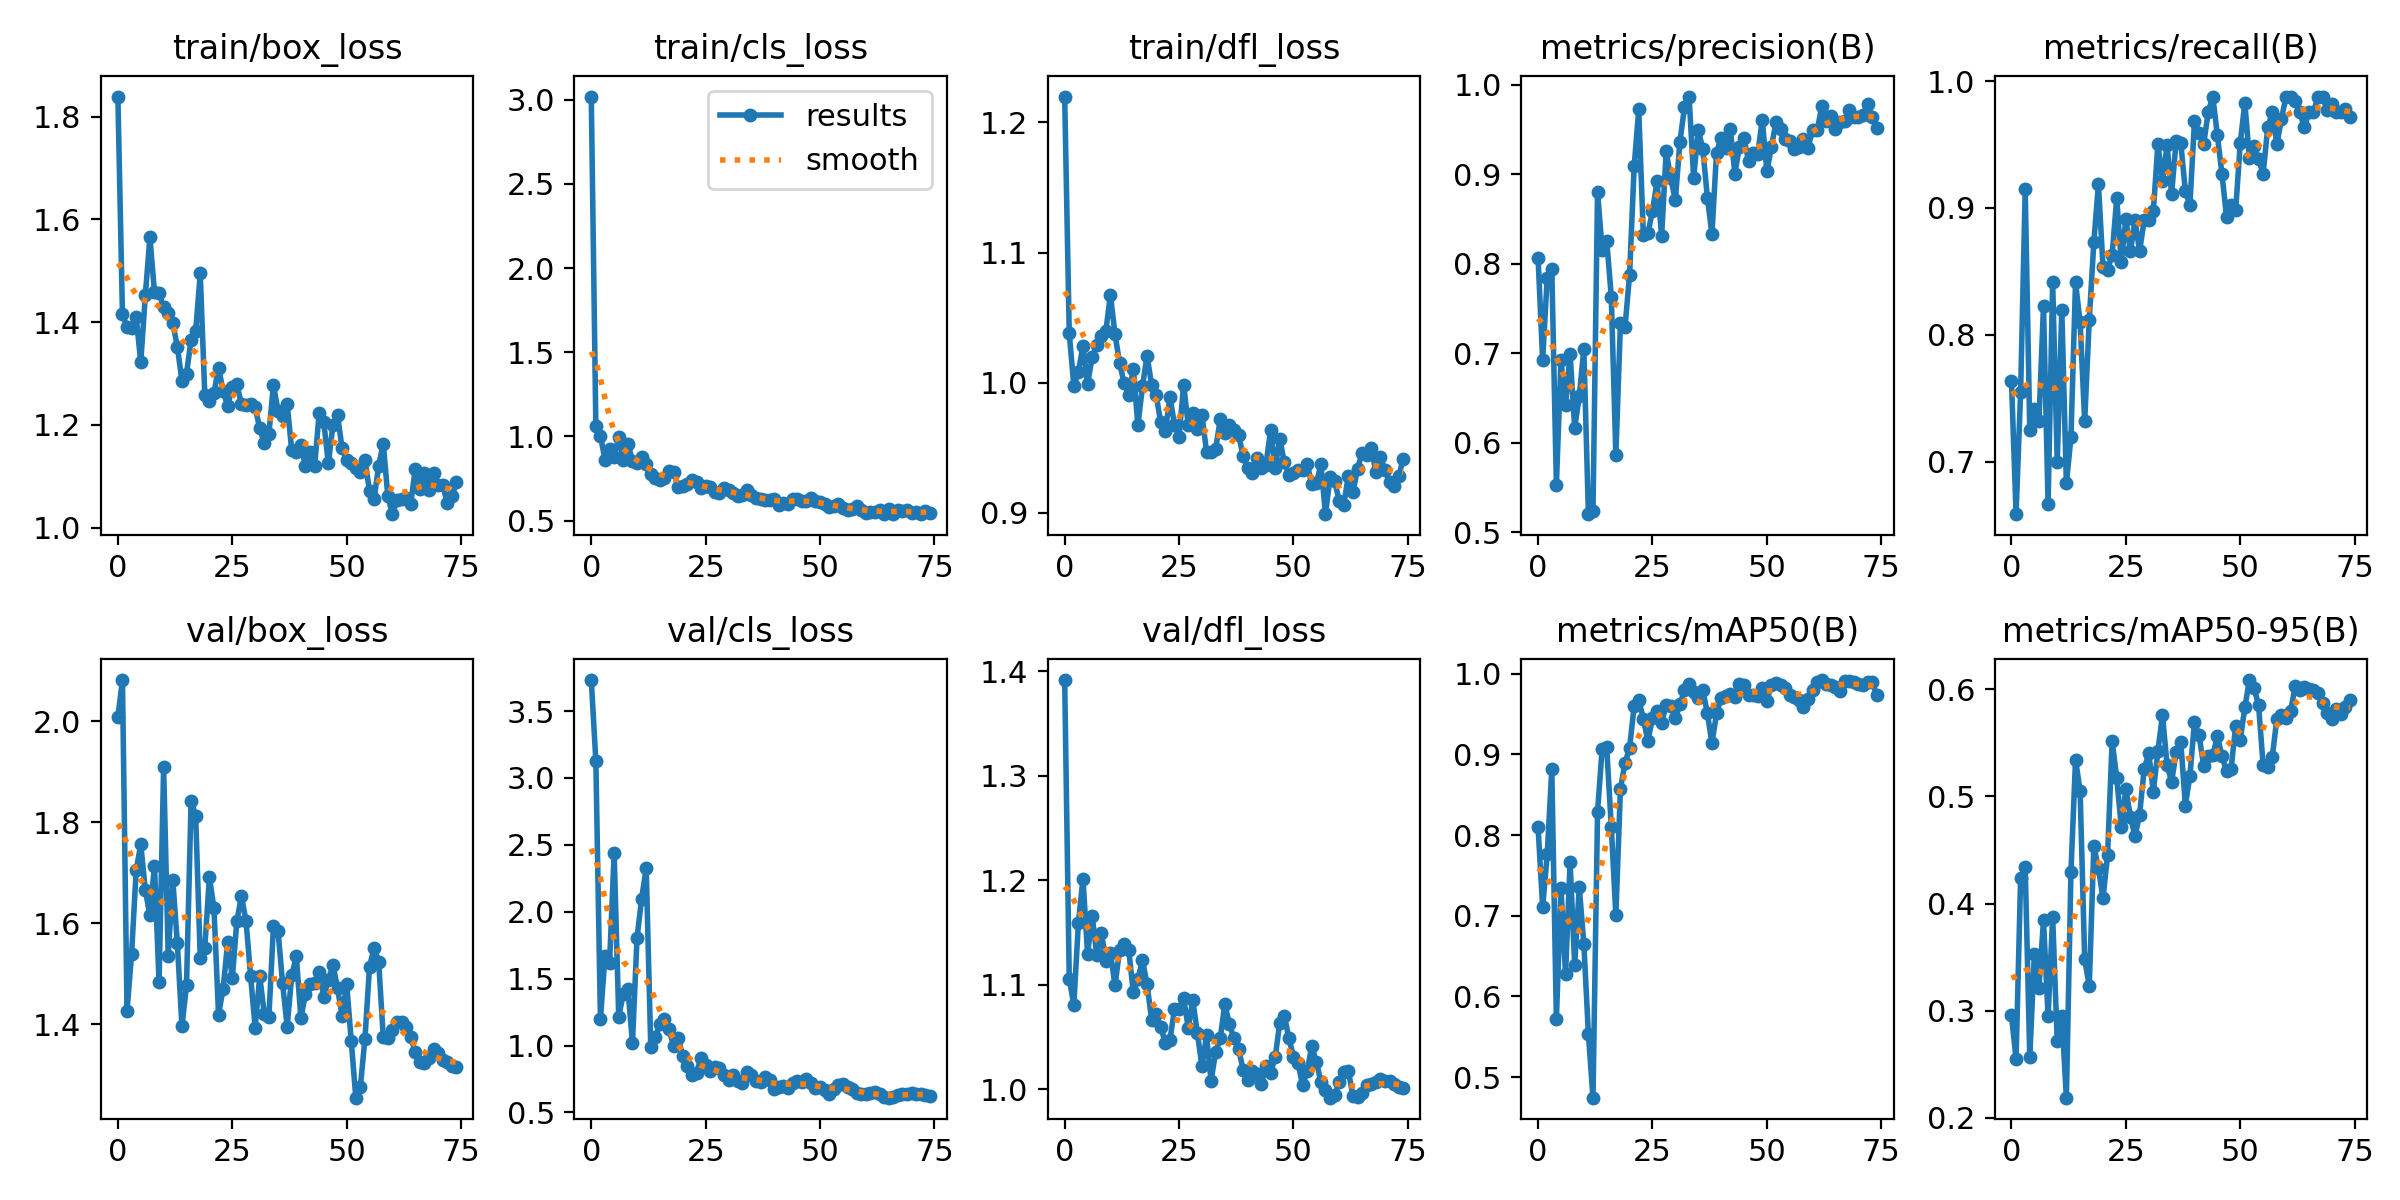 train/box_loss
1.8
1.6
1.4
1.2
1.0
0 25 50 75
train/cls_loss
results
smooth
3.0
2.5
2.0
1.5
1.0
0.5
0 25 50 75
train/dfl_loss
1.2
1.1
1.0
0.9
0 25 50 75
metrics/precision(B)
1.0
0.9
0.8
0.7
0.6
0.5
0 25 50 75
metrics/recall(B)
1.0
0.9
0.8
0.7
0 25 50 75
val/box_loss
2.0
1.8
1.6
1.4
0 25 50 75
val/cls_loss
3.5
3.0
2.5
2.0
1.5
1.0
0.5
0 25 50 75
val/dfl_loss
1.4
1.3
1.2
1.1
1.0
0 25 50 75
metrics/mAP50(B)
1.0
0.9
0.8
0.7
0.6
0.5
0 25 50 75
metrics/mAP50-95(B)
0.6
0.5
0.4
0.3
0.2
0 25 50 75